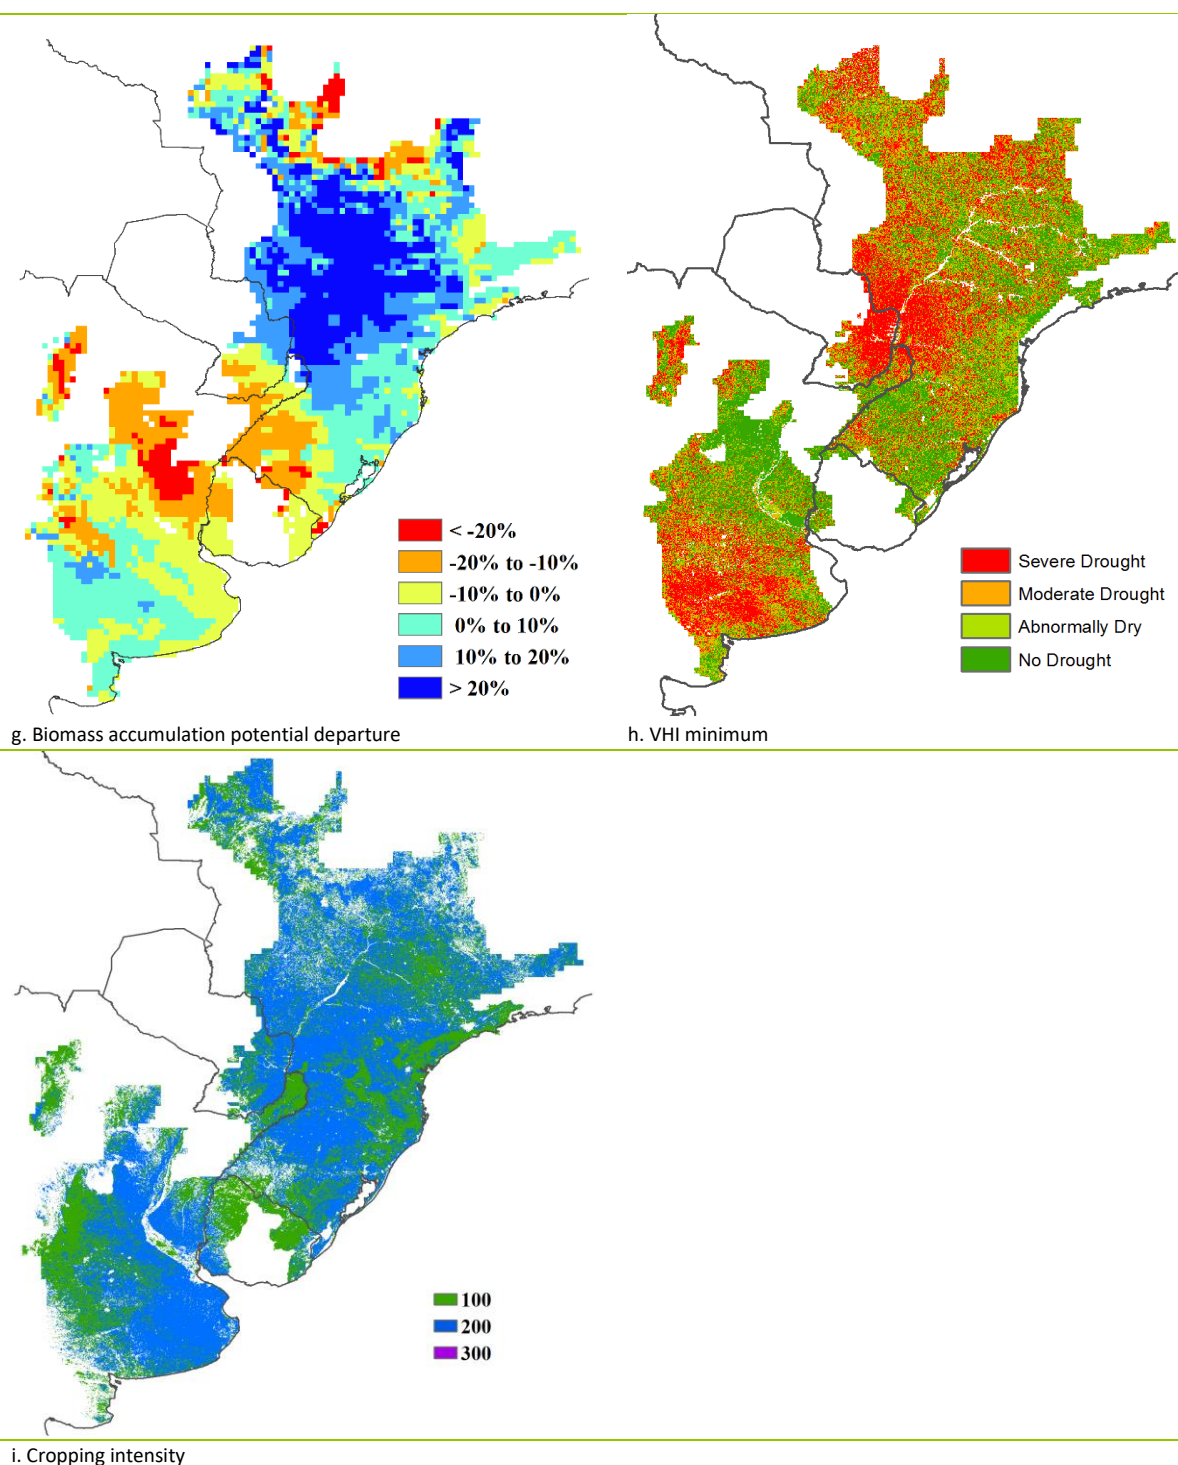 < -20%
-20% to -10%
-10% to 0%
0% to 10%
10% to 20%
> 20%
Severe Drought
Moderate Drought
Abnormally Dry
No Drought
g. Biomass accumulation potential departure
h. VHI minimum
100
200
300
i. Cropping intensity